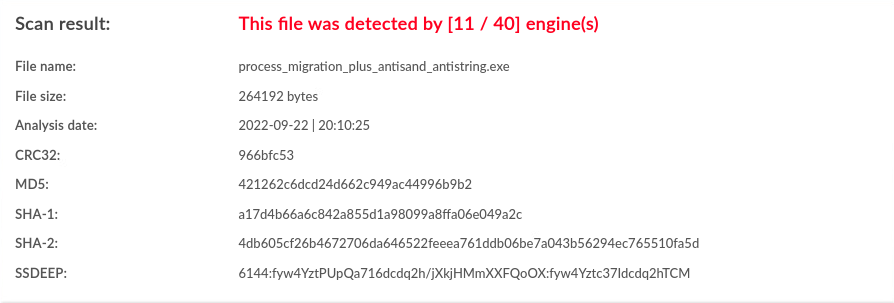 Scan result: This file was detected by [11 / 40] engine(s)
File name: process_migration_plus_antisand_antistring.exe
File size: 264192 bytes
Analysis date: 2022-09-22 | 20:10:25
CRC32: 966bfc53
MD5: 421262c6dcd24d662c949ac44996b9b2
SHA-1: a17d4b66a6c842a855d1a98099a8ffa06e049a2c
SHA-2: 4db605cf26b4672706da646522feeea761ddb06be7a043b56294ec765510fa5d
SSDEEP: 6144:fyw4YztPUpQa716dcdq2h/jXkjHMmXXFQoOX:fyw4Yztc37Idcdq2hTCM